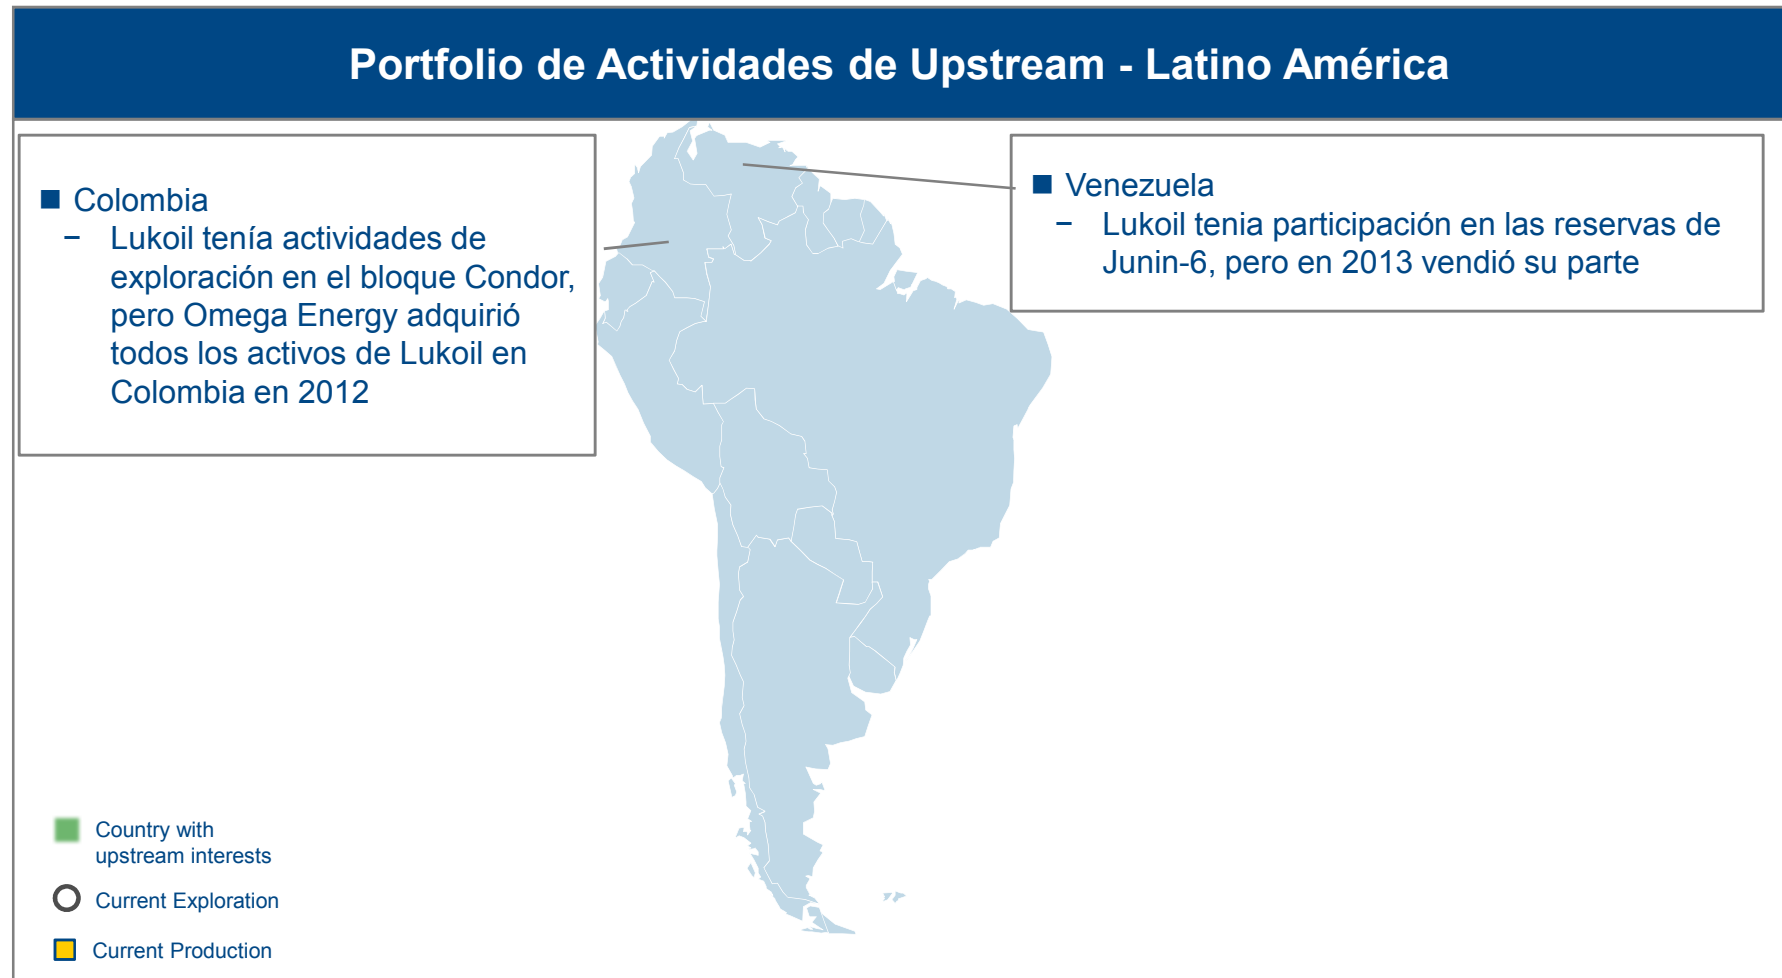 Portfolio de Actividades de Upstream - Latino América
■ Colombia
− Lukoil tenía actividades de
exploración en el bloque Condor,
pero Omega Energy adquirió
todos los activos de Lukoil en
Colombia en 2012
■ Venezuela
− Lukoil tenia participación en las reservas de
Junin-6, pero en 2013 vendió su parte
Country with
upstream interests
Current Exploration
Current Production